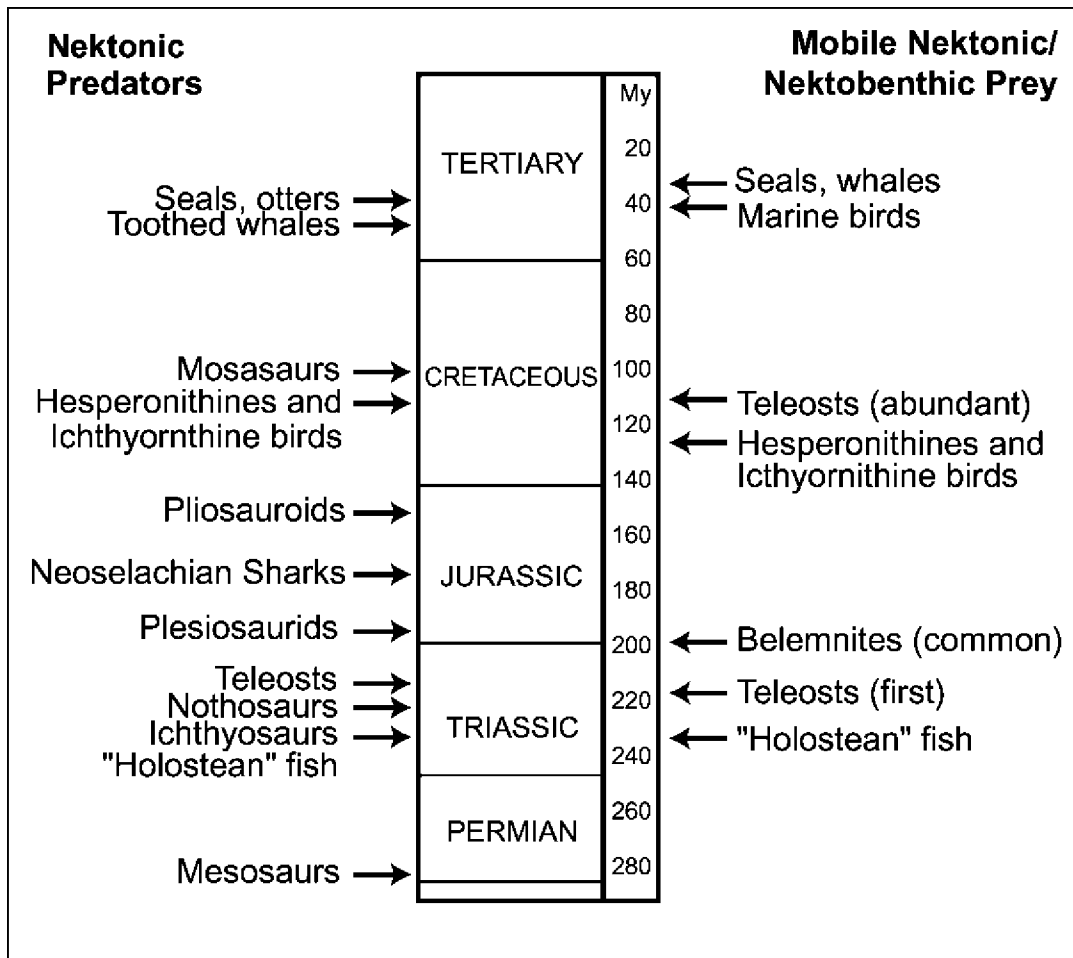 Nektonic
Predators
Mobile Nektonic/
Nektobenthic Prey
My
20
TERTIARY
Seals, otters
Seals, whales
40
Toothed whales
Marine birds
60
80
Mosasaurs
100
CRETACEOUS
Hesperonithines and
Ichthyornthine birds
Teleosts (abundant)
120
Hesperonithines and
Icthyornithine birds
140
Pliosauroids
160
Neoselachian Sharks
JURASSIC
180
Plesiosaurids
200
Belemnites (common)
Teleosts
Teleosts (first)
Nothosaurs
220
Ichthyosaurs
TRIASSIC
"Holostean" fish
"Holostean" fish
240
260
PERMIAN
280
Mesosaurs